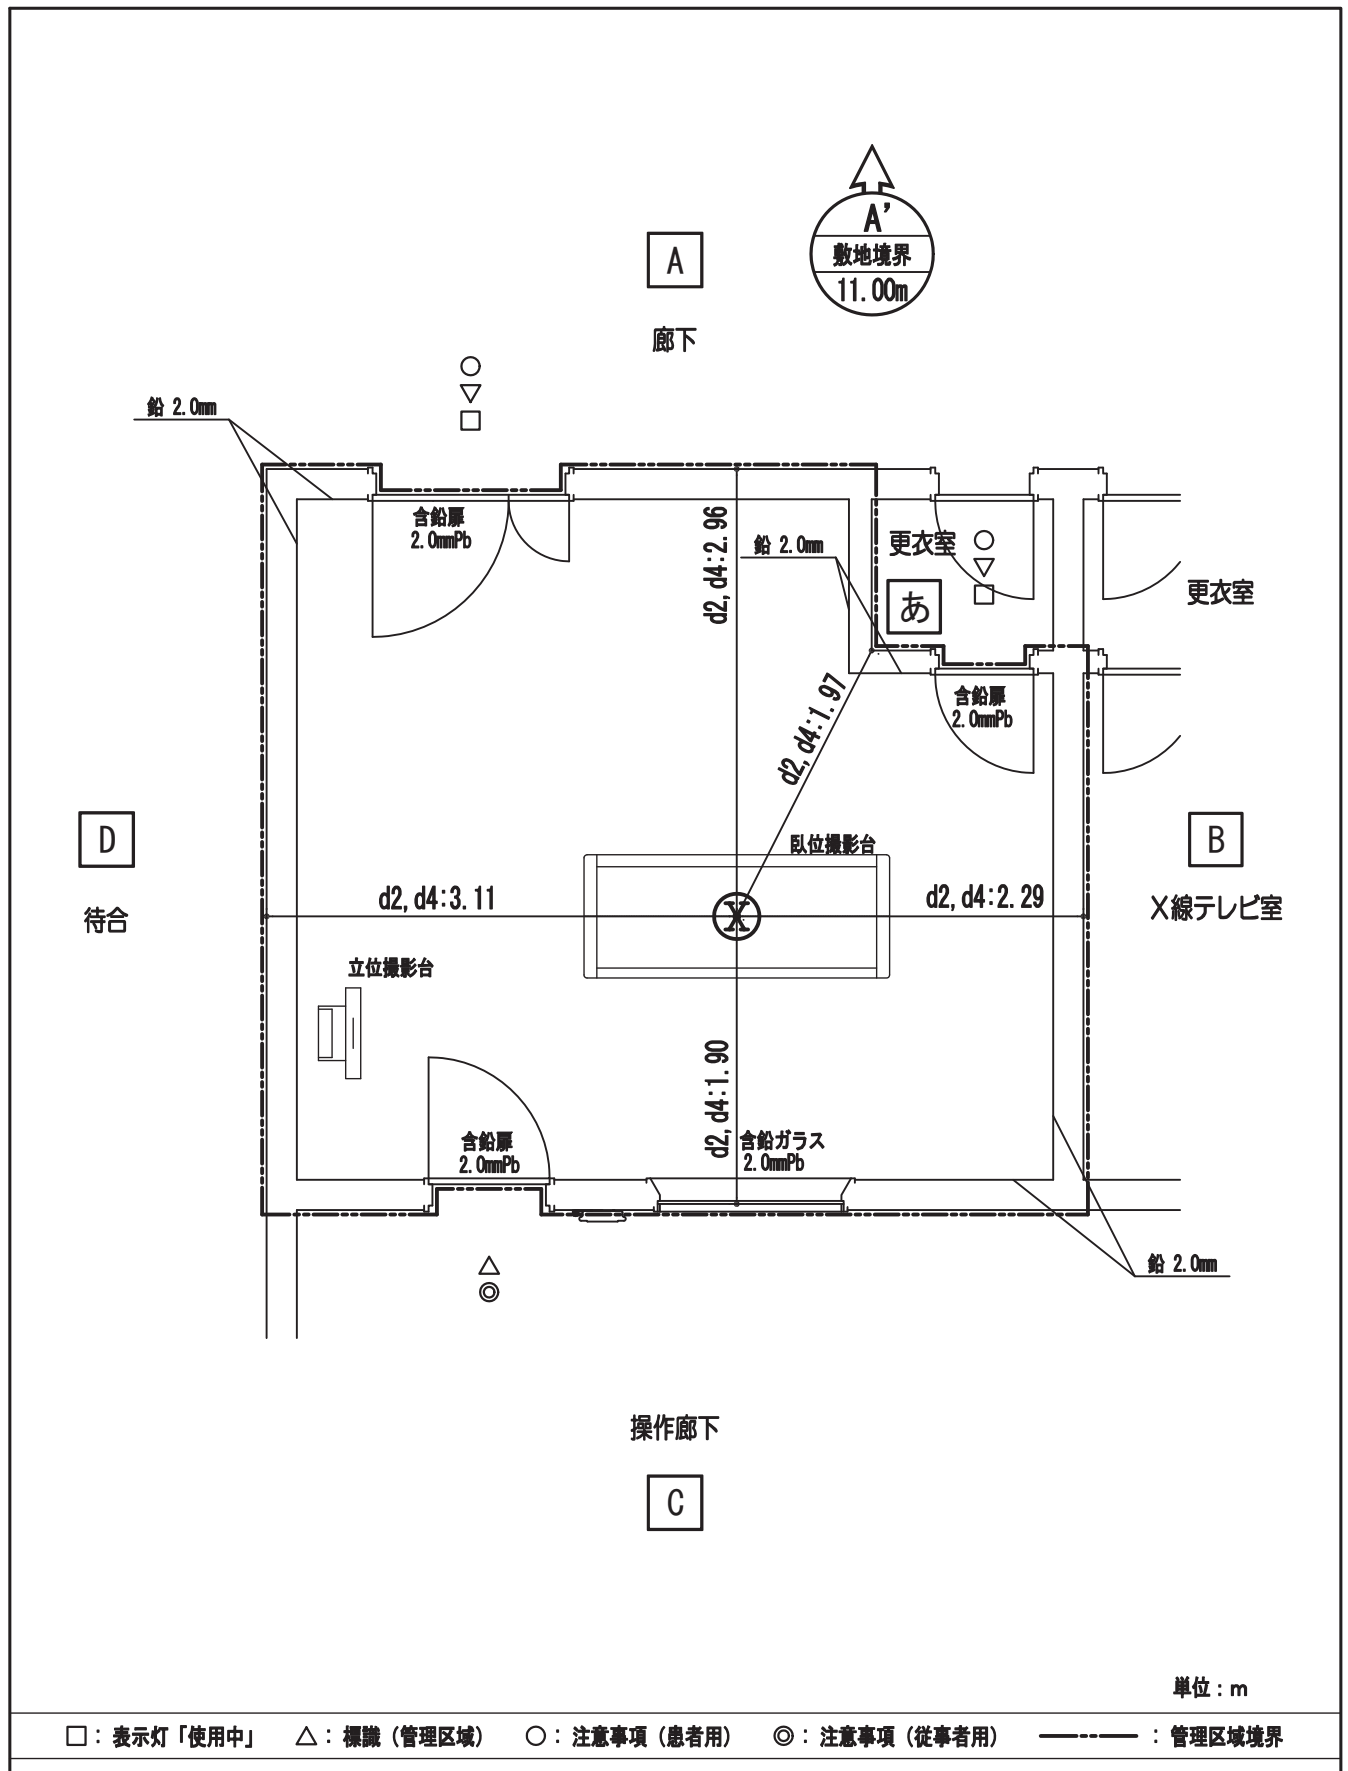 A'
敷地境界
11.00m
A
廊下
鉛 2.0mm
含鉛扉
2.0mmPb
d2,d4:2.96
鉛 2.0mm
更衣室
あ
更衣室
含鉛扉
2.0mmPb
d2,d4:1.97
D
待合
B
X線テレビ室
臥位撮影台
d2,d4:3.11
X
d2,d4:2.29
立位撮影台
d2,d4:1.90
含鉛扉
2.0mmPb
含鉛ガラス
2.0mmPb
鉛 2.0mm
操作廊下
C
単位:m
□: 表示灯「使用中」 △: 標識(管理区域) ○: 注意事項(患者用) ◎: 注意事項(従事者用) : 管理区域境界